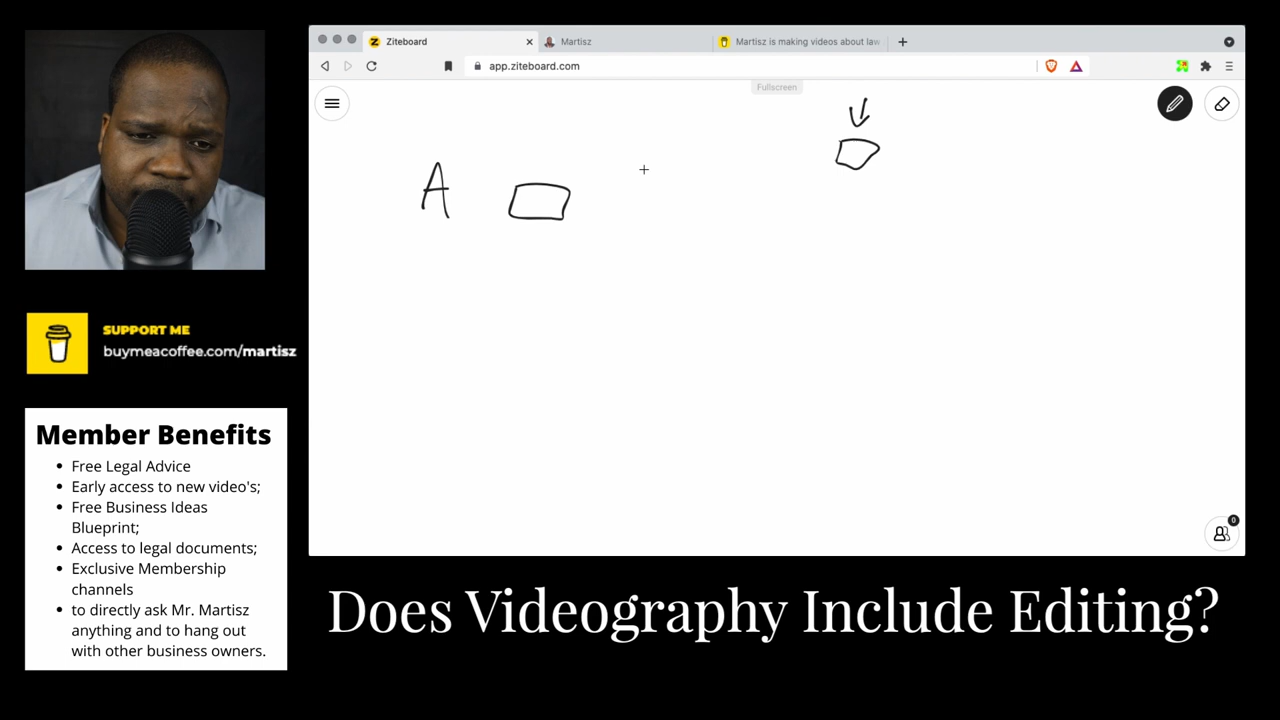 Ziteboard
Martisz
Martisz is making videos about law
app.ziteboard.com
Fullscreen
A
0
SUPPORT ME
buymeacoffee.com/martisz
Member Benefits
• Free Legal Advice
• Early access to new video's;
• Free Business Ideas
Blueprint;
• Access to legal documents;
• Exclusive Membership
channels
• to directly ask Mr. Martisz
anything and to hang out
with other business owners.
Does Videography Include Editing?